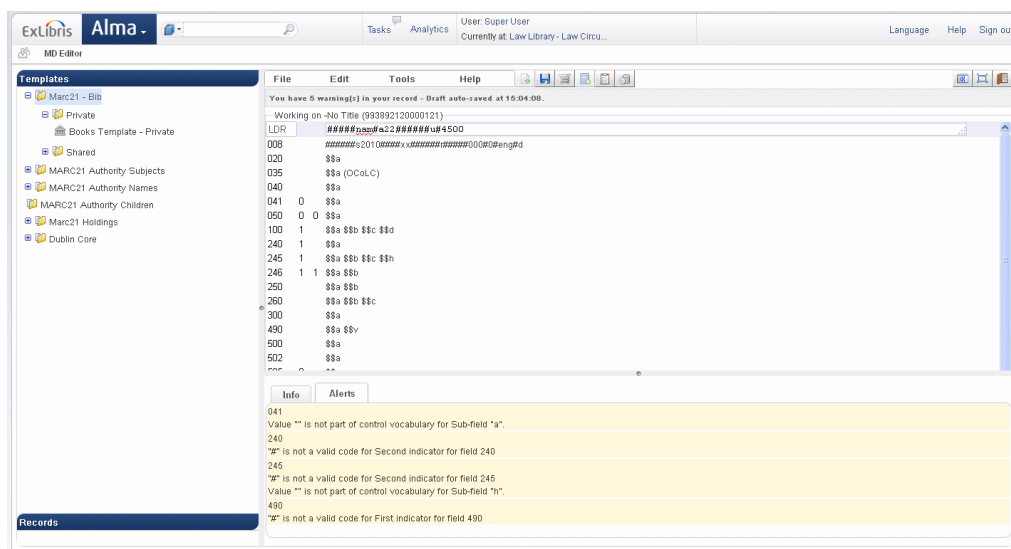 ExLibris Alma Tasks Analytics User: Super User Language Help Sign ou
Currently at: Law Library - Law Circu...
MD Editor
Templates
Marc21 - Bib
Private
Books Template - Private
Shared
MARC21 Authority Subjects
MARC21 Authority Names
MARC21 Authority Children
Marc21 Holdings
Dublin Core
Records
File Edit Tools Help
You have 5 warning(s) in your record - Draft auto-saved at 15:04:08.
Working on -No Title (993892120000121)
LDR #####nam#a22######u#4500
008 ######s2010####xx######r#####000#0#eng#d
020 $$a
035 $$a (OCoLC)
040 $$a
041 0 $$a
050 0 0 $$a
100 1 $$a $$b $$c $$d
240 1 $$a
245 1 $$a $$b $$c $$h
246 1 1 $$a $$b
250 $$a $$b
260 $$a $$b $$c
300 $$a
490 $$a $$v
500 $$a
502 $$a
Info Alerts
041
Value "" is not part of control vocabulary for Sub-field "a".
240
"#" is not a valid code for Second indicator for field 240
245
"#" is not a valid code for Second indicator for field 245
Value "" is not part of control vocabulary for Sub-field "h".
490
"#" is not a valid code for First indicator for field 490